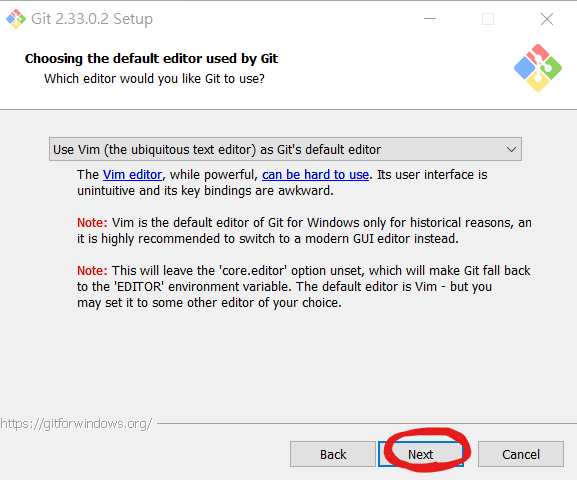 Git 2.33.0.2 Setup
Choosing the default editor used by Git
Which editor would you like Git to use?
Use Vim (the ubiquitous text editor) as Git's default editor
The Vim editor, while powerful, can be hard to use. Its user interface is
unintuitive and its key bindings are awkward.
Note: Vim is the default editor of Git for Windows only for historical reasons, an
it is highly recommended to switch to a modern GUI editor instead.
Note: This will leave the 'core.editor' option unset, which will make Git fall back
to the 'EDITOR' environment variable. The default editor is Vim - but you
may set it to some other editor of your choice.
https://gitforwindows.org/
Back Next Cancel